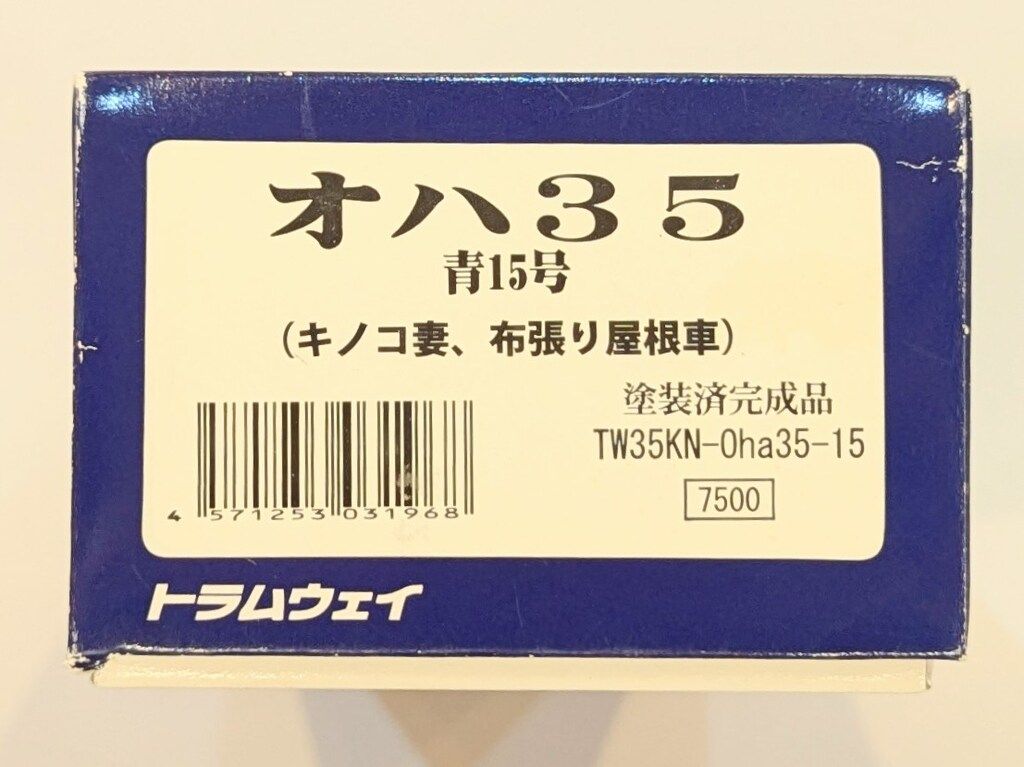 オハ３５
青15号
(キノコ妻、布張り屋根車)
塗装済完成品
TW35KN-Oha35-15
7500
4 571253 031968
トラムウェイ